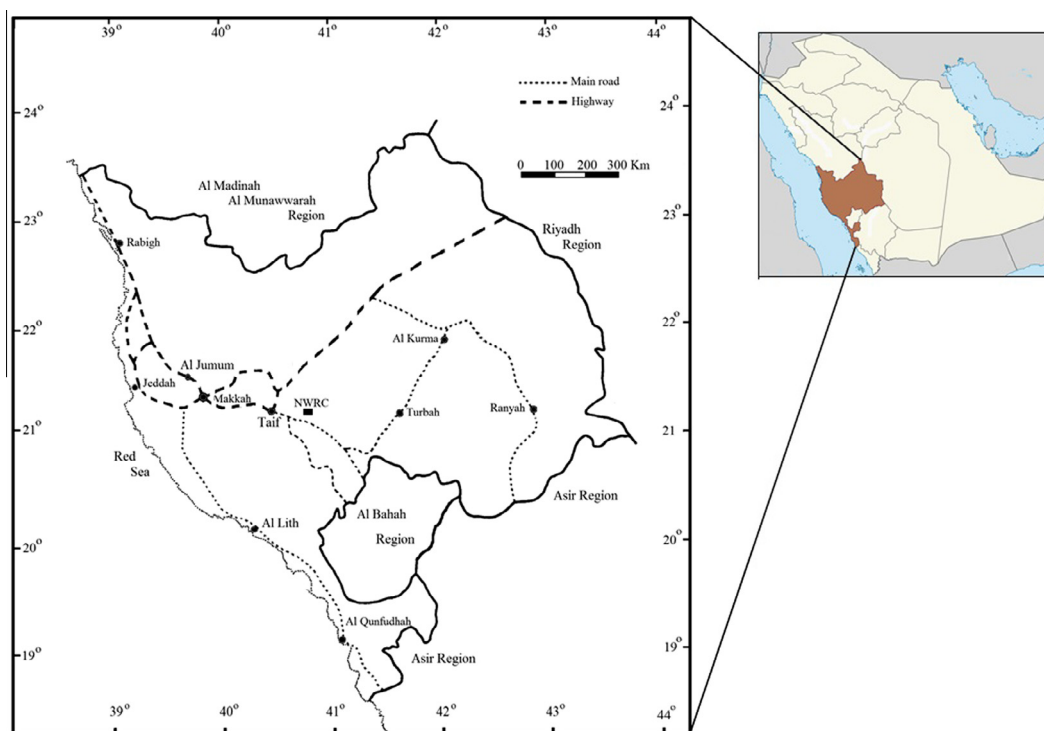 39°
40°
41°
42°
43°
44°
Main road
Highway
24°
24°
0 100 200 300 Km
Al Madinah
Al Munawwarah
Region
23°
23°
Riyadh
Region
Rabigh
22°
22°
Al Kurma
Al Jumum
Jeddah
Makkah
NWRC
Turbah
Ranyah
Taif
21°
21°
Red
Sea
Asir Region
Al Lith
Al Bahah
Region
20°
20°
Al Qunfudhah
19°
19°
Asir Region
39°
40°
41°
42°
43°
44°